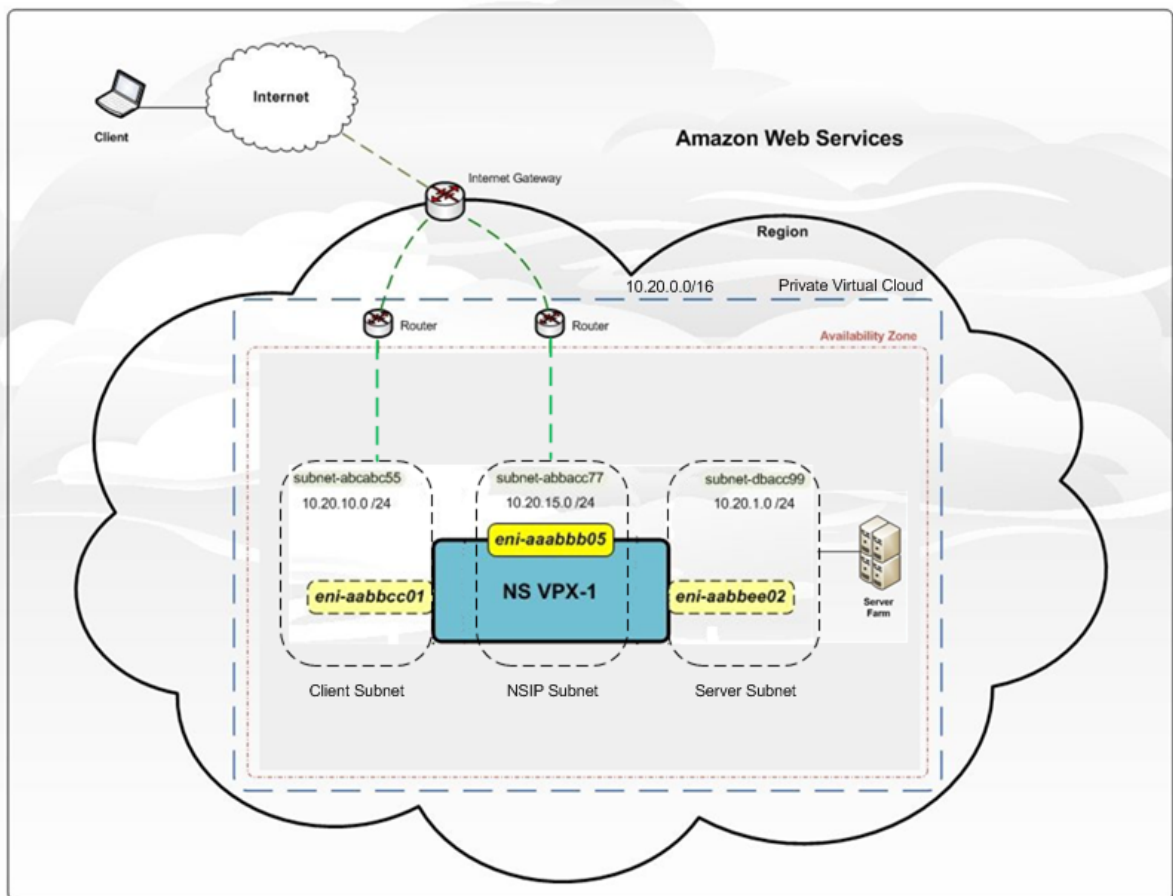 Internet
Client
Amazon Web Services
Internet Gateway
Region
10.20.0.0/16
Private Virtual Cloud
Router
Router
Availability Zone
subnet-abcabc55
10.20.10.0 /24
subnet-abbacc77
10.20.15.0 /24
subnet-dbacc99
10.20.1.0 /24
eni-aaabbb05
eni-aabbcc01
NS VPX-1
eni-aabbee02
Server
Farm
Client Subnet
NSIP Subnet
Server Subnet